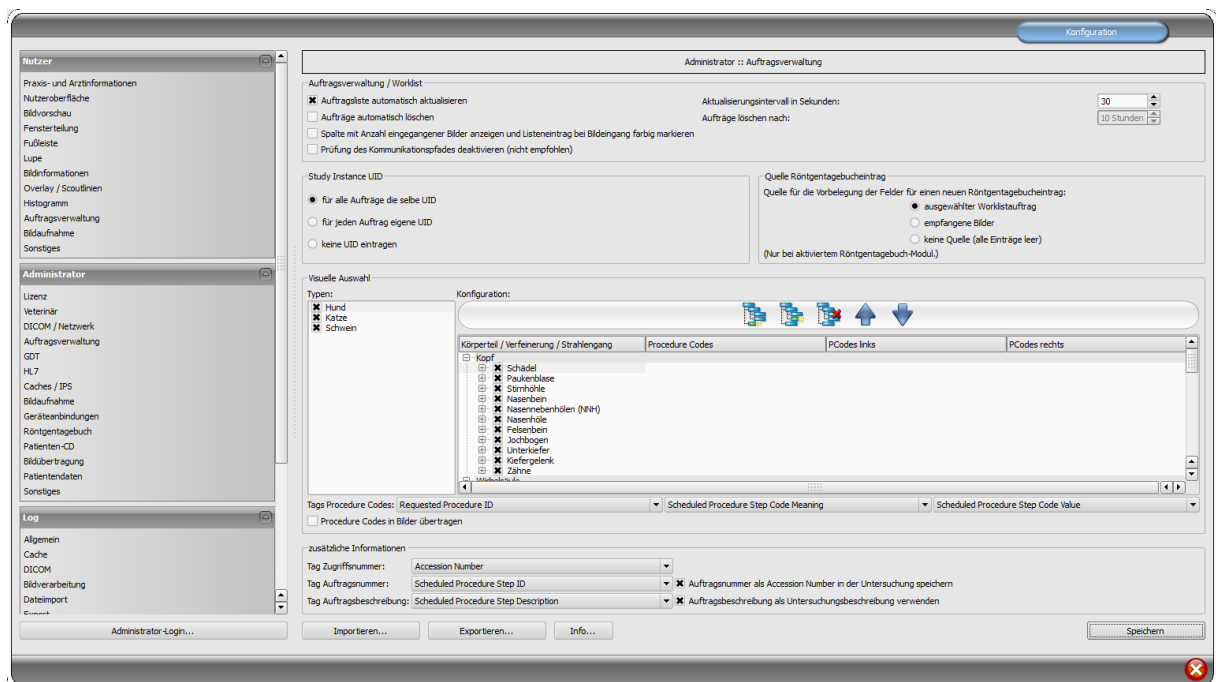 Konfiguration
Nutzer
Praxis- und Arztinformationen
Nutzeroberfläche
Bildvorschau
Fensterteilung
Fußleiste
Lupe
Bildinformationen
Overlay / Scoutlinien
Histogramm
Auftragsverwaltung
Bildaufnahme
Sonstiges
Administrator
Lizenz
Veterinär
DICOM / Netzwerk
Auftragsverwaltung
GDT
HL7
Caches / IPS
Bildaufnahme
Geräteanbindungen
Röntgentagebuch
Patienten-CD
Bildübertragung
Patientendaten
Sonstiges
Log
Allgemein
Cache
DICOM
Bildverarbeitung
Dateiimport
Export
Administrator-Login...
Administrator :: Auftragsverwaltung
Auftragsverwaltung / Worklist
Auftragsliste automatisch aktualisieren
Aktualisierungsintervall in Sekunden:
30
Aufträge automatisch löschen
Aufträge löschen nach:
10 Stunden
Spalte mit Anzahl eingegangener Bilder anzeigen und Listeneintrag bei Bildeingang farbig markieren
Prüfung des Kommunikationspfades deaktivieren (nicht empfohlen)
Study Instance UID
für alle Aufträge die selbe UID
für jeden Auftrag eigene UID
keine UID eintragen
Quelle Röntgentagebucheintrag
Quelle für die Vorbelegung der Felder für einen neuen Röntgentagebucheintrag:
ausgewählter Worklistauftrag
empfangene Bilder
keine Quelle (alle Einträge leer)
(Nur bei aktiviertem Röntgentagebuch-Modul.)
Visuelle Auswahl
Typen:
Hund
Katze
Schwein
Konfiguration:
Körperteil / Verfeinerung / Strahlengang
Procedure Codes
PCodes links
PCodes rechts
Kopf
Schädel
Paukenblase
Stirnhöhle
Nasenbein
Nasennebenhölen (NNH)
Nasenhöle
Felsenbein
Jochbogen
Unterkiefer
Kiefergelenk
Zähne
Wirbelsäule
Tags Procedure Codes:
Requested Procedure ID
Scheduled Procedure Step Code Meaning
Scheduled Procedure Step Code Value
Procedure Codes in Bilder übertragen
zusätzliche Informationen
Tag Zugriffsnummer:
Accession Number
Tag Auftragsnummer:
Scheduled Procedure Step ID
Auftragsnummer als Accession Number in der Untersuchung speichern
Tag Auftragsbeschreibung:
Scheduled Procedure Step Description
Auftragsbeschreibung als Untersuchungsbeschreibung verwenden
Importieren...
Exportieren...
Info...
Speichern